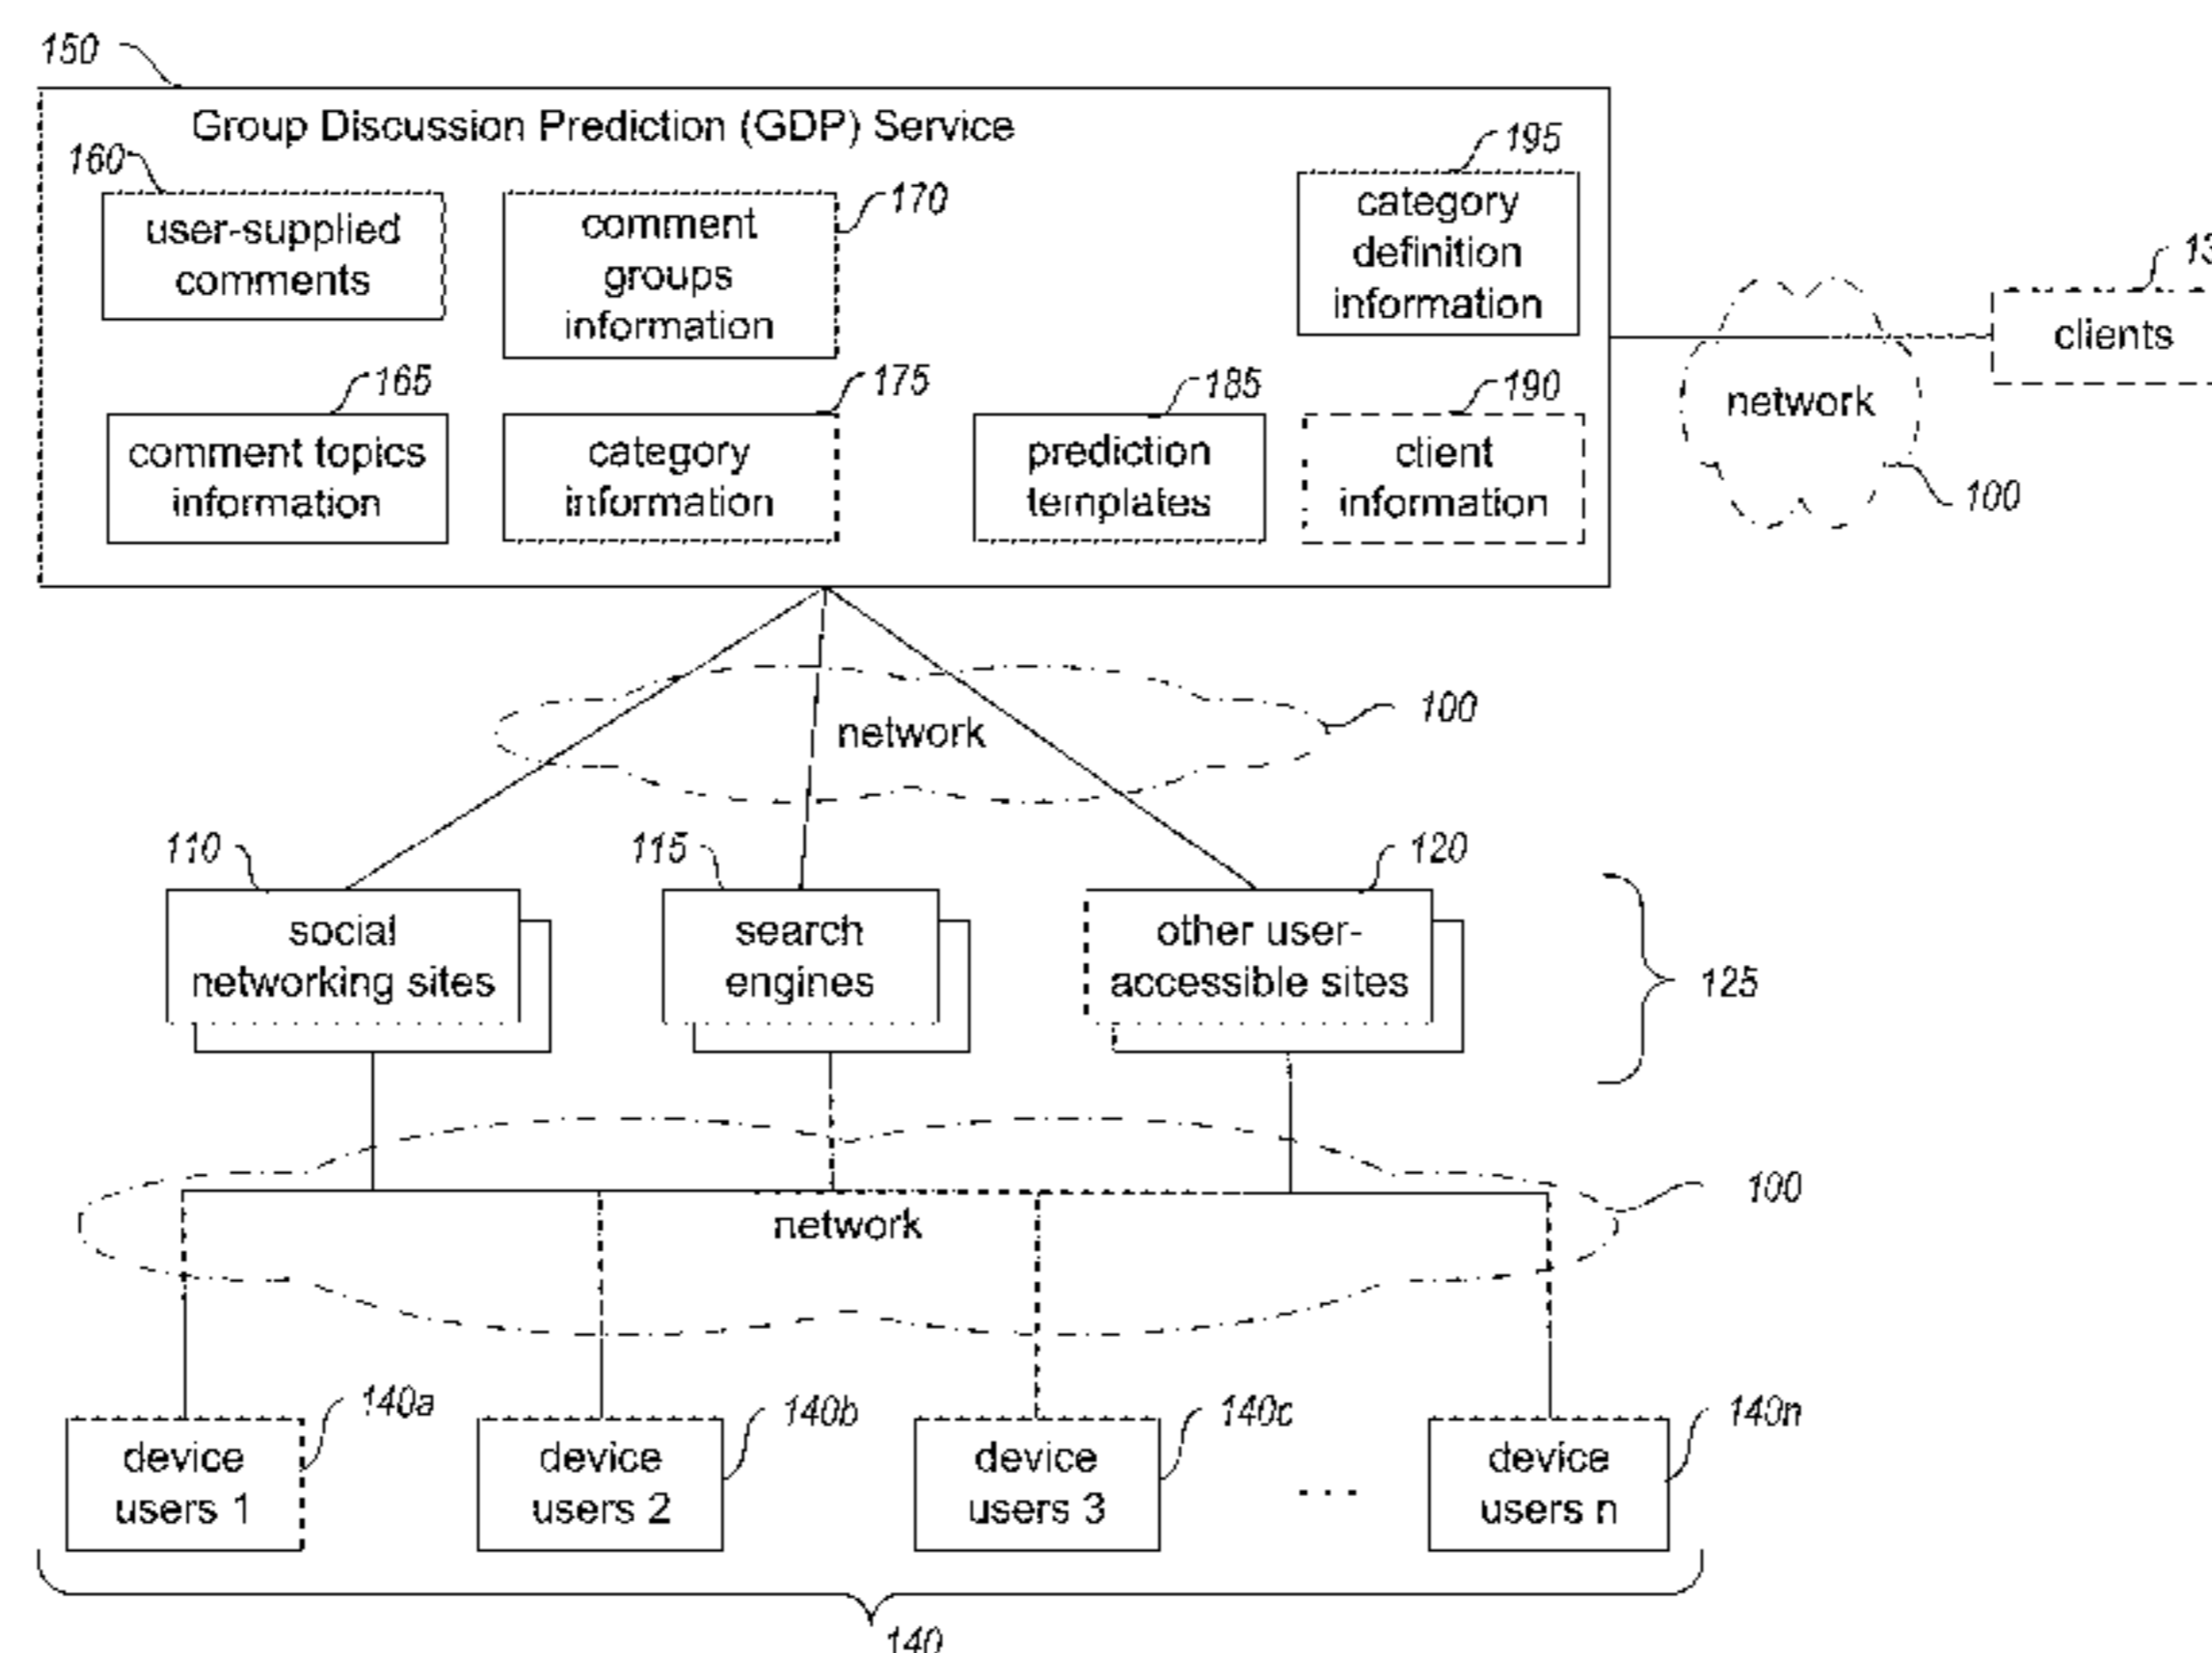 150
Group Discussion Prediction (GDP) Service
160
user-supplied
comments
170
comment
groups
information
195
category
definition
information
clients
network
100
165
comment topics
information
175
category
information
185
prediction
templates
190
client
information
network
100
110
social
networking sites
115
search
engines
120
other user-
accessible sites
125
network
100
140a
device
users 1
140b
device
users 2
140c
device
users 3
...
140n
device
users n
140